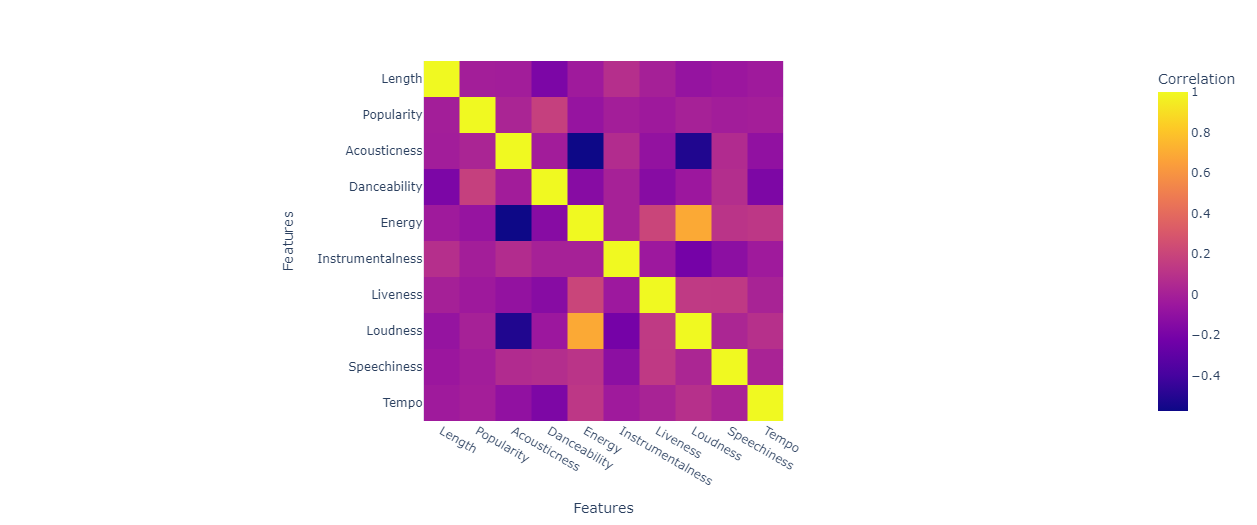 Correlation
1
0.8
0.6
0.4
0.2
0
−0.2
−0.4
Features
Length
Popularity
Acousticness
Danceability
Energy
Instrumentalness
Liveness
Loudness
Speechiness
Tempo
Length
Popularity
Acousticness
Danceability
Energy
Instrumentalness
Liveness
Loudness
Speechiness
Tempo
Features